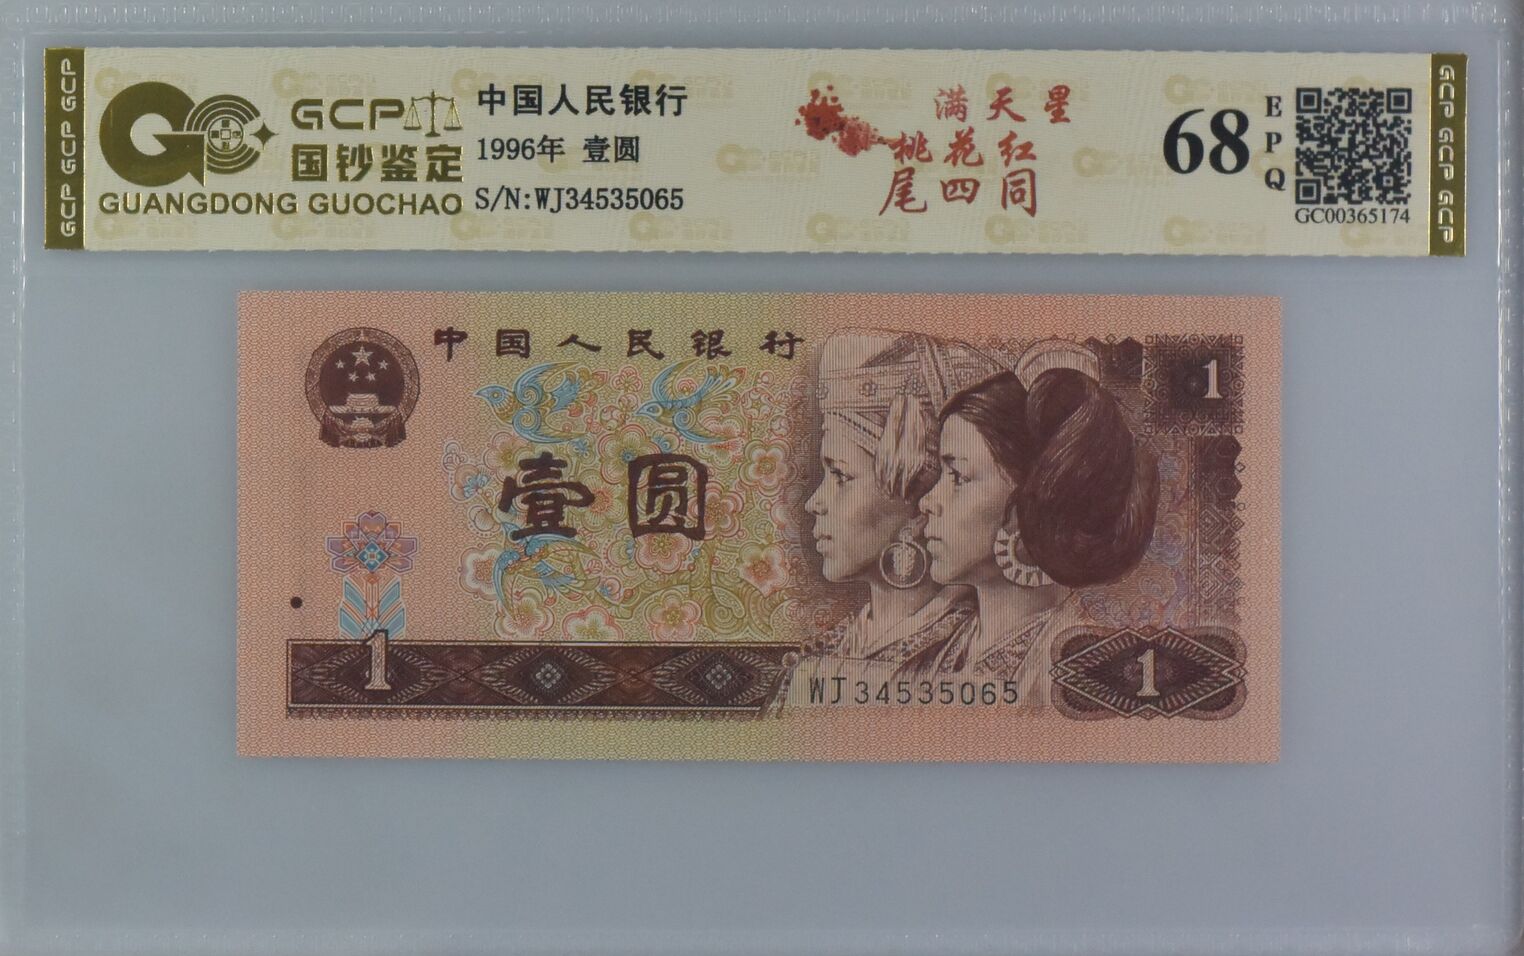 GCP GCP GCP
GCP
国钞鉴定
GUANGDONG GUOCHAO
中国人民银行
1996年 壹圆
S/N:WJ34535065
满天星
桃花红
尾四同
68
EPQ
GC00365174
GCP GCP GCP
中国人民银行
1
壹圆
1
WJ34535065
1